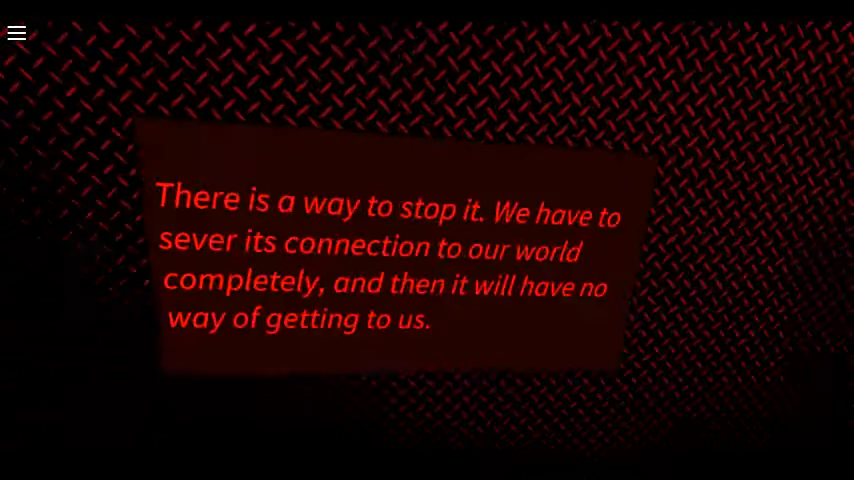 There is a way to stop it. We have to
sever its connection to our world
completely, and then it will have no
way of getting to us.